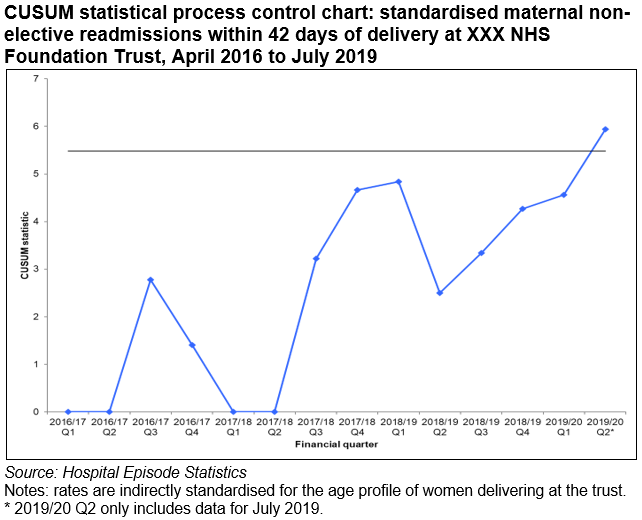 CUSUM statistical process control chart: standardised maternal non-
elective readmissions within 42 days of delivery at XXX NHS
Foundation Trust, April 2016 to July 2019
7
6
5
4
3
2
1
0
CUSUM statistic
2016/17 2016/17 2016/17 2016/17 2017/18 2017/18 2017/18 2017/18 2018/19 2018/19 2018/19 2018/19 2019/20 2019/20
Q1 Q2 Q3 Q4 Q1 Q2 Q3 Q4 Q1 Q2 Q3 Q4 Q1 Q2*
Financial quarter
Source: Hospital Episode Statistics
Notes: rates are indirectly standardised for the age profile of women delivering at the trust.
* 2019/20 Q2 only includes data for July 2019.